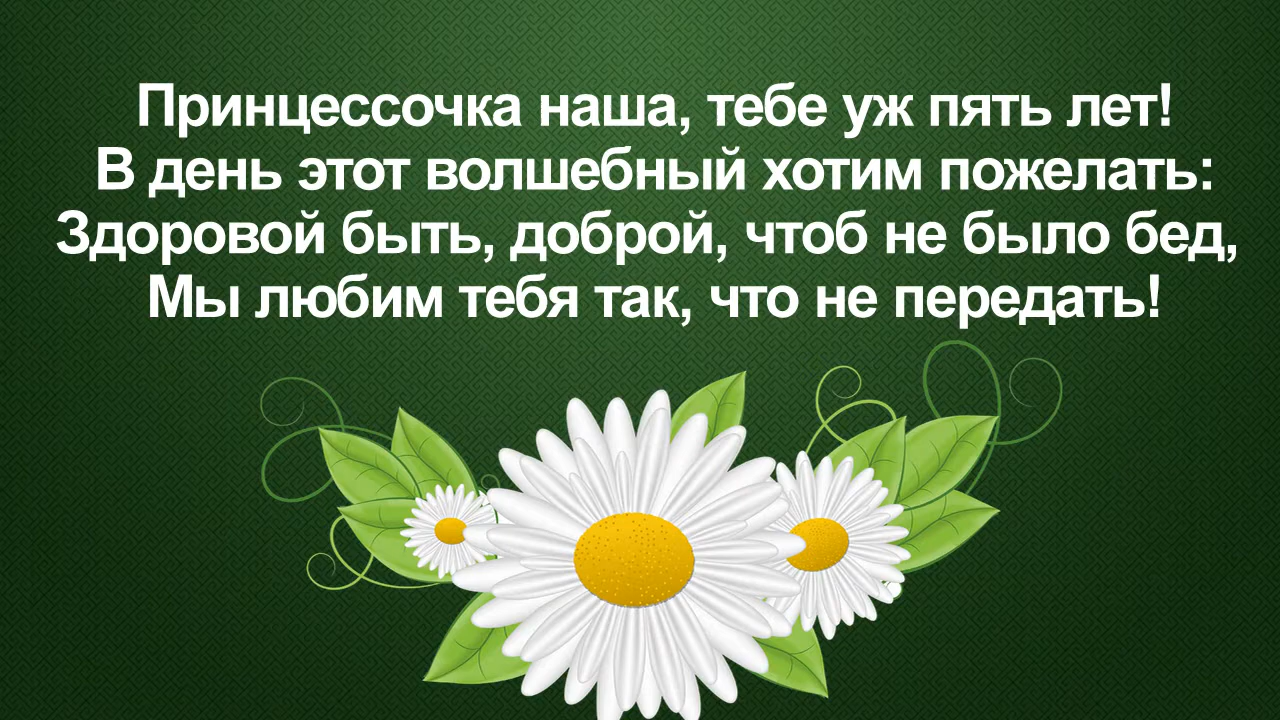 Принцессочка наша, тебе уж пять лет!
В день этот волшебный хотим пожелать:
Здоровой быть, доброй, чтоб не было бед,
Мы любим тебя так, что не передать!